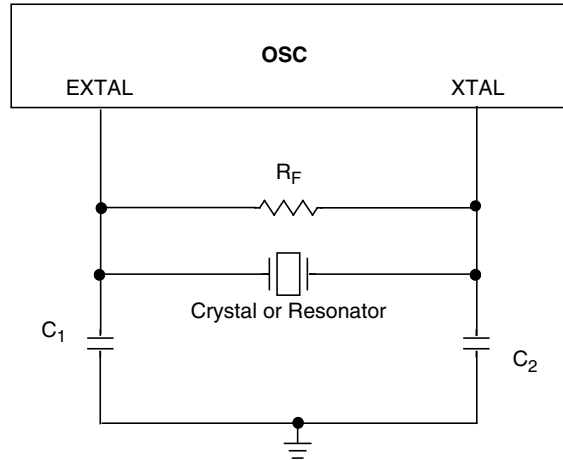 OSC
EXTAL XTAL
RF
Crystal or Resonator
C1
C2